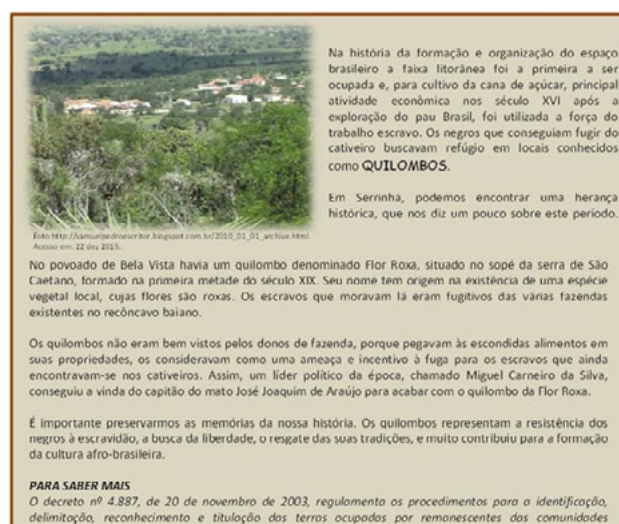 Na história da formação e organização do espaço
brasileiro a faixa litorânea foi a primeira a ser
ocupada e, para cultivo da cana de açúcar, principal
atividade econômica nos século XVI após a
exploração do pau Brasil, foi utilizada a força do
trabalho escravo. Os negros que conseguiam fugir do
cativeiro buscavam refúgio em locais conhecidos
como QUILOMBOS.
Em Serrinha, podemos encontrar uma herança
histórica, que nos diz um pouco sobre este período.
Foto:http://samuelpedroescritor.blogspot.com.br/2010_01_01_archive.html.
Acesso em: 22 dez 2015.
No povoado de Bela Vista havia um quilombo denominado Flor Roxa, situado no sopé da serra de São
Caetano, formado na primeira metade do século XIX. Seu nome tem origem na existência de uma espécie
vegetal local, cujas flores são roxas. Os escravos que moravam lá eram fugitivos das várias fazendas
existentes no recôncavo baiano.
Os quilombos não eram bem vistos pelos donos de fazenda, porque pegavam às escondidas alimentos em
suas propriedades, os consideravam como uma ameaça e incentivo à fuga para os escravos que ainda
encontravam-se nos cativeiros. Assim, um líder político da época, chamado Miguel Carneiro da Silva,
conseguiu a vinda do capitão do mato José Joaquim de Araújo para acabar com o quilombo da Flor Roxa.
É importante preservarmos as memórias da nossa história. Os quilombos representam a resistência dos
negros à escravidão, a busca da liberdade, o resgate das suas tradições, e muito contribuiu para a formação
da cultura afro-brasileira.
PARA SABER MAIS
O decreto nº 4.887, de 20 de novembro de 2003, regulamenta os procedimentos para a identificação,
delimitação, reconhecimento e titulação das terras ocupadas por remanescentes das comunidades